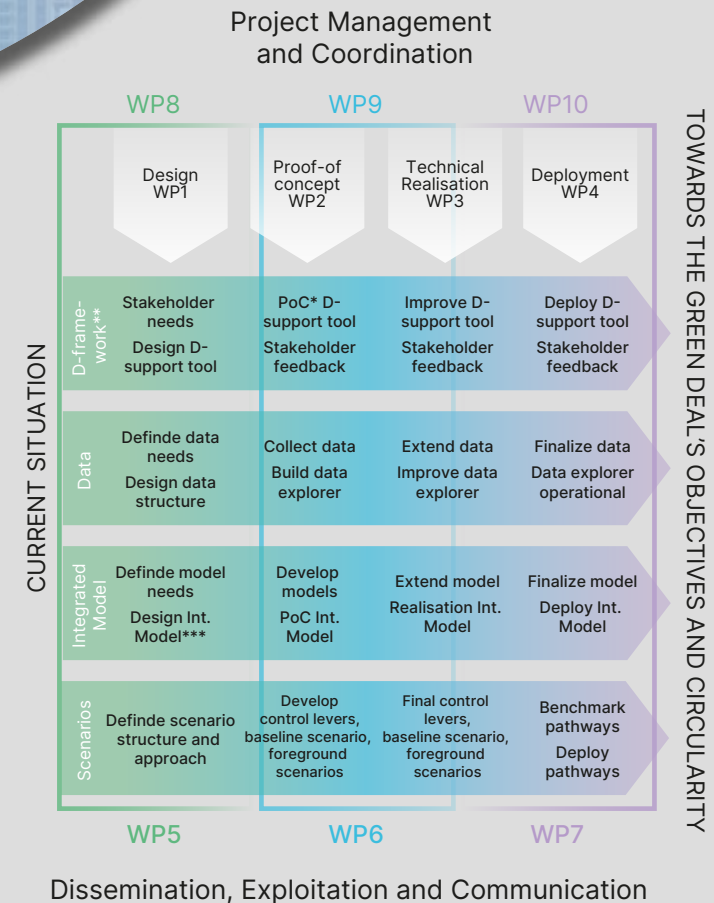 Project Management
and Coordination
WP8
WP9
WP10
Design
WP1
Proof-of
concept
WP2
Technical
Realisation
WP3
Deployment
WP4
CURRENT SITUATION
TOWARDS THE GREEN DEAL'S OBJECTIVES AND CIRCULARITY
D-frame-
work**
Stakeholder
needs
Design D-
support tool
PoC* D-
support tool
Stakeholder
feedback
Improve D-
support tool
Stakeholder
feedback
Deploy D-
support tool
Stakeholder
feedback
Data
Definde data
needs
Design data
structure
Collect data
Build data
explorer
Extend data
Improve data
explorer
Finalize data
Data explorer
operational
Integrated
Model
Definde model
needs
Design Int.
Model***
Develop
models
PoC Int.
Model
Extend model
Realisation Int.
Model
Finalize model
Deploy Int.
Model
Scenarios
Definde scenario
structure and
approach
Develop
control levers,
baseline scenario,
foreground
scenarios
Final control
levers,
baseline scenario,
foreground
scenarios
Benchmark
pathways
Deploy
pathways
WP5
WP6
WP7
Dissemination, Exploitation and Communication